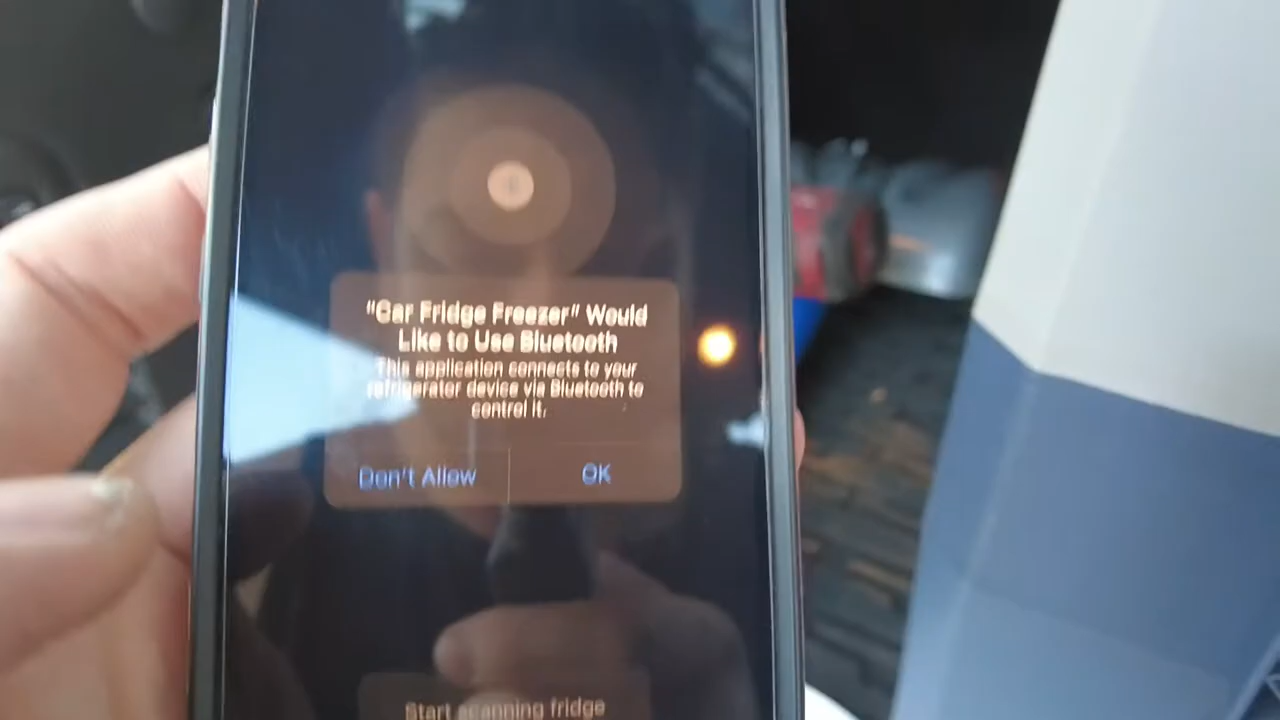 "Car Fridge Freezer" Would
Like to Use Bluetooth
This application connects to your
refrigerator device via Bluetooth to
control it.
Don't Allow
OK
Start scanning fridge